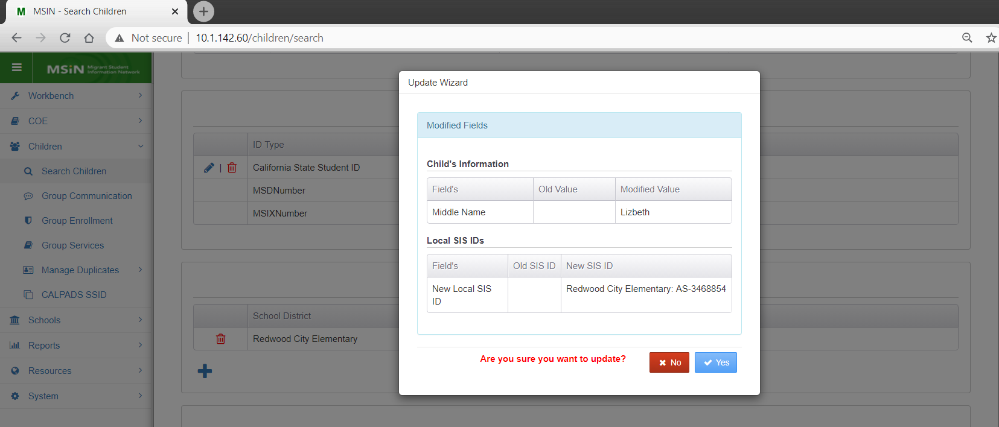 M MSIN - Search Children
Not secure | 10.1.142.60/children/search
MSiN Migrant Student
Information Network
Workbench
COE
Children
Search Children
Group Communication
Group Enrollment
Group Services
Manage Duplicates
CALPADS SSID
Schools
Reports
Resources
System
ID Type
| California State Student ID
MSDNumber
MSIXNumber
School District
Redwood City Elementary
Update Wizard
Modified Fields
Child's Information
Field's Old Value Modified Value
Middle Name Lizbeth
Local SIS IDs
Field's Old SIS ID New SIS ID
New Local SIS Redwood City Elementary: AS-3468854
ID
Are you sure you want to update? No Yes